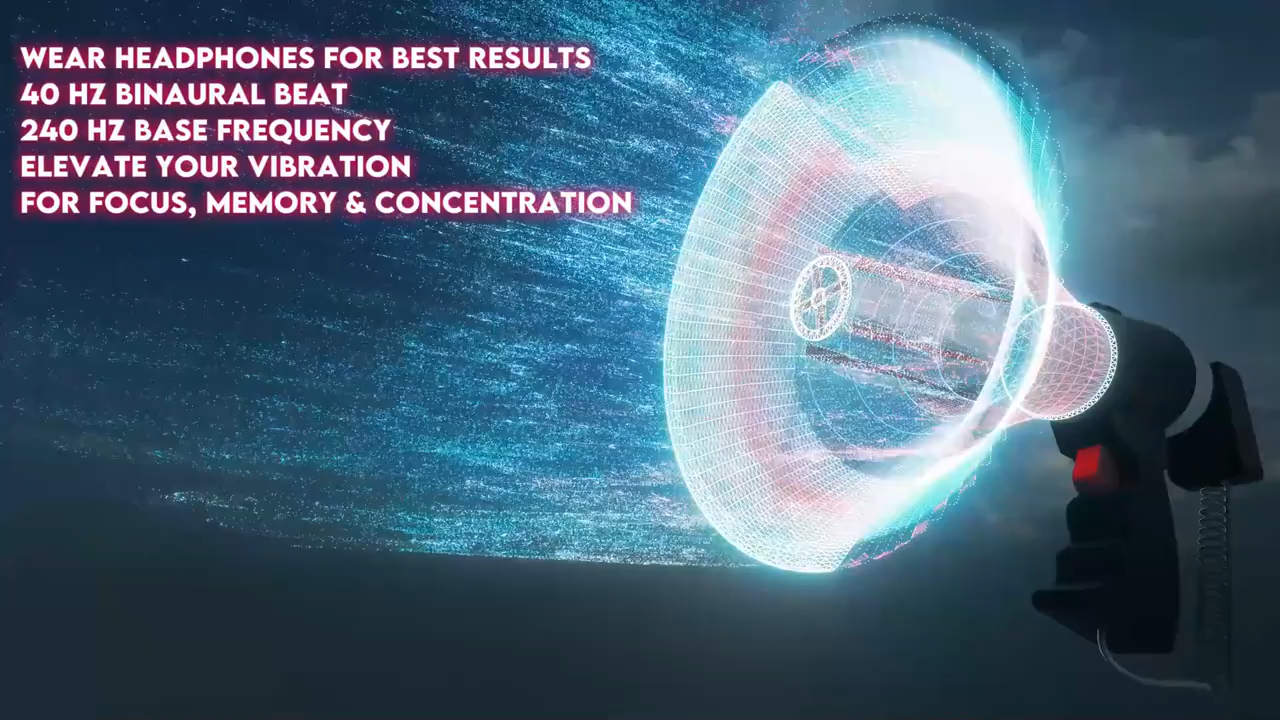 WEAR HEADPHONES FOR BEST RESULTS
40 HZ BINAURAL BEAT
240 HZ BASE FREQUENCY
ELEVATE YOUR VIBRATION
FOR FOCUS, MEMORY & CONCENTRATION